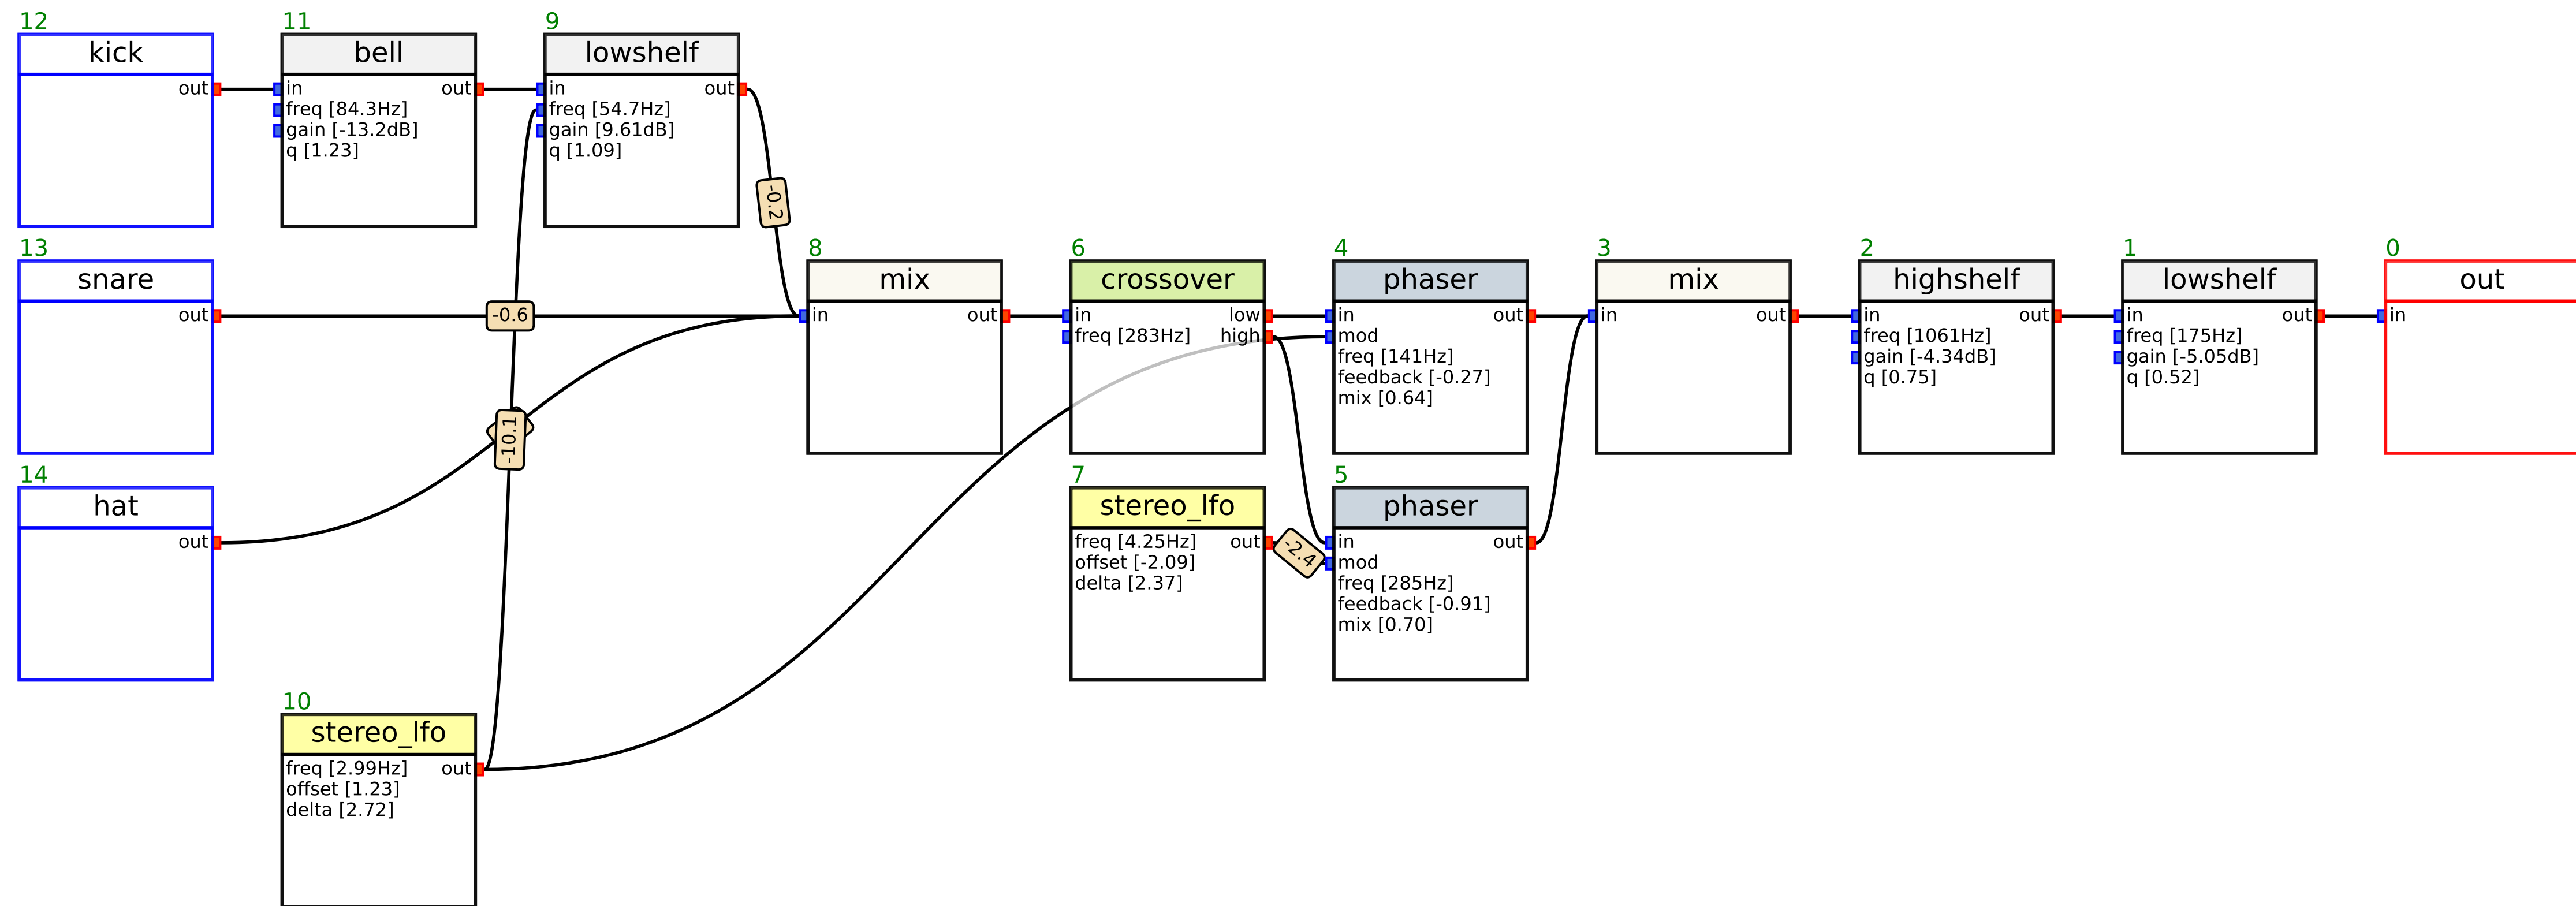 12
kick
out
11
bell
in out
freq [84.3Hz]
gain [-13.2dB]
q [1.23]
9
lowshelf
in out
freq [54.7Hz]
gain [9.61dB]
q [1.09]
-0.2
13
snare
out
-0.6
8
mix
in out
6
crossover
in low
freq [283Hz] high
4
phaser
in out
mod
freq [141Hz]
feedback [-0.27]
mix [0.64]
3
mix
in out
2
highshelf
in out
freq [1061Hz]
gain [-4.34dB]
q [0.75]
1
lowshelf
in out
freq [175Hz]
gain [-5.05dB]
q [0.52]
0
out
in
-10.1
14
hat
out
7
stereo_lfo
freq [4.25Hz] out
offset [-2.09]
delta [2.37]
-2.4
5
phaser
in out
mod
freq [285Hz]
feedback [-0.91]
mix [0.70]
10
stereo_lfo
freq [2.99Hz] out
offset [1.23]
delta [2.72]